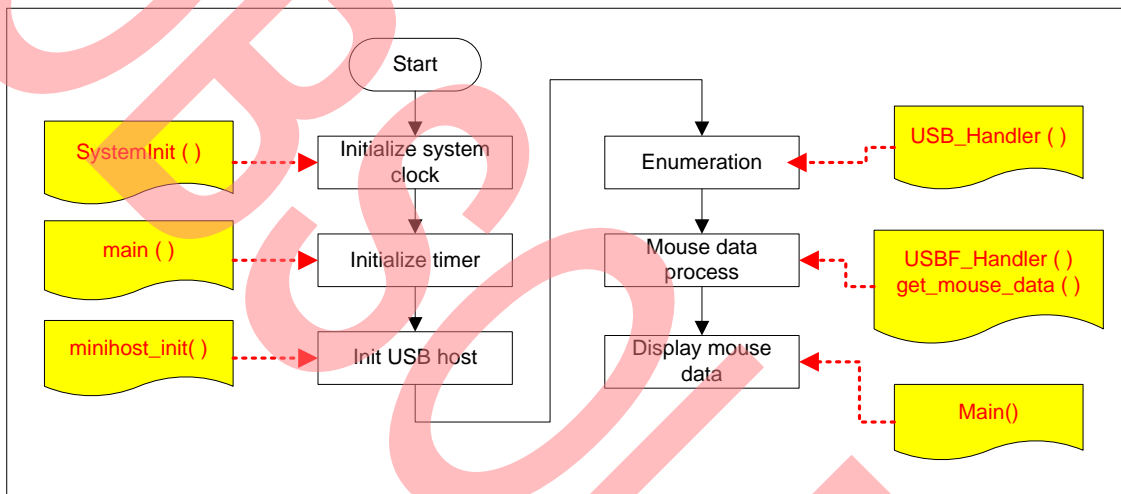 Start
SystemInit ( )
Initialize system
clock
main ( )
Initialize timer
minihost_init( )
Init USB host
Enumeration
USB_Handler ( )
Mouse data
process
USBF_Handler ( )
get_mouse_data ( )
Display mouse
data
Main()